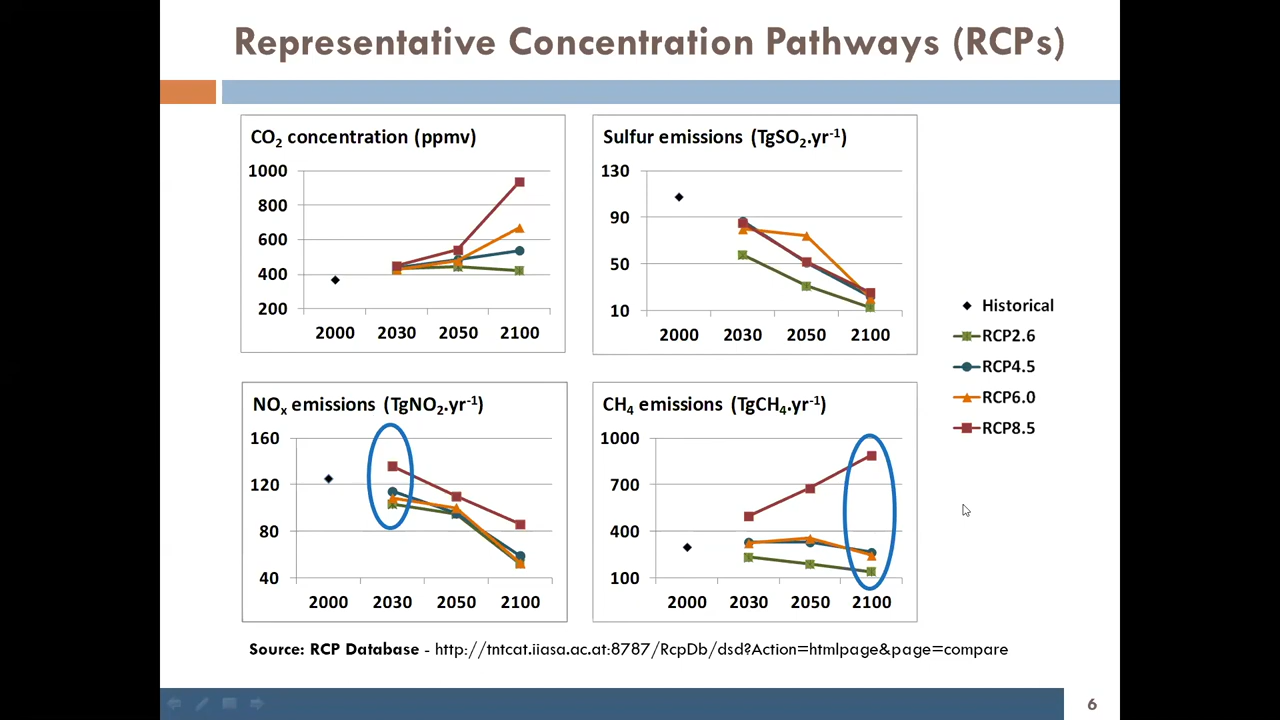 Representative Concentration Pathways (RCPs)
CO₂ concentration (ppmv)
1000
800
600
400
200
2000 2030 2050 2100
Sulfur emissions (TgSO₂.yr⁻¹)
130
90
50
10
2000 2030 2050 2100
Historical
RCP2.6
RCP4.5
RCP6.0
RCP8.5
NOₓ emissions (TgNO₂.yr⁻¹)
160
120
80
40
2000 2030 2050 2100
CH₄ emissions (TgCH₄.yr⁻¹)
1000
700
400
100
2000 2030 2050 2100
Source: RCP Database - http://tntcat.iiasa.ac.at:8787/RcpDb/dsd?Action=htmlpage&page=compare
6